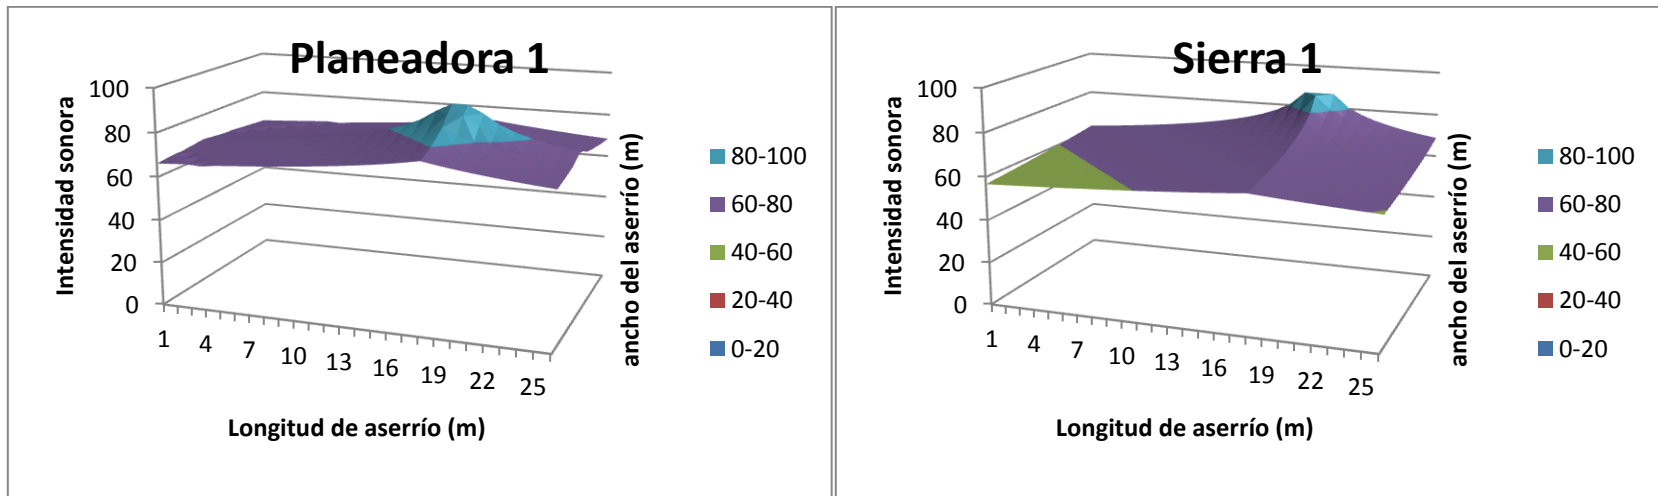 Planeadora 1
100
80
60
40
20
0
Intensidad sonora
1 4 7 10 13 16 19 22 25
Longitud de aserrío (m)
ancho del aserrío (m)
80-100
60-80
40-60
20-40
0-20
Sierra 1
100
80
60
40
20
0
Intensidad sonora
1 4 7 10 13 16 19 22 25
Longitud de aserrío (m)
ancho del aserrío (m)
80-100
60-80
40-60
20-40
0-20